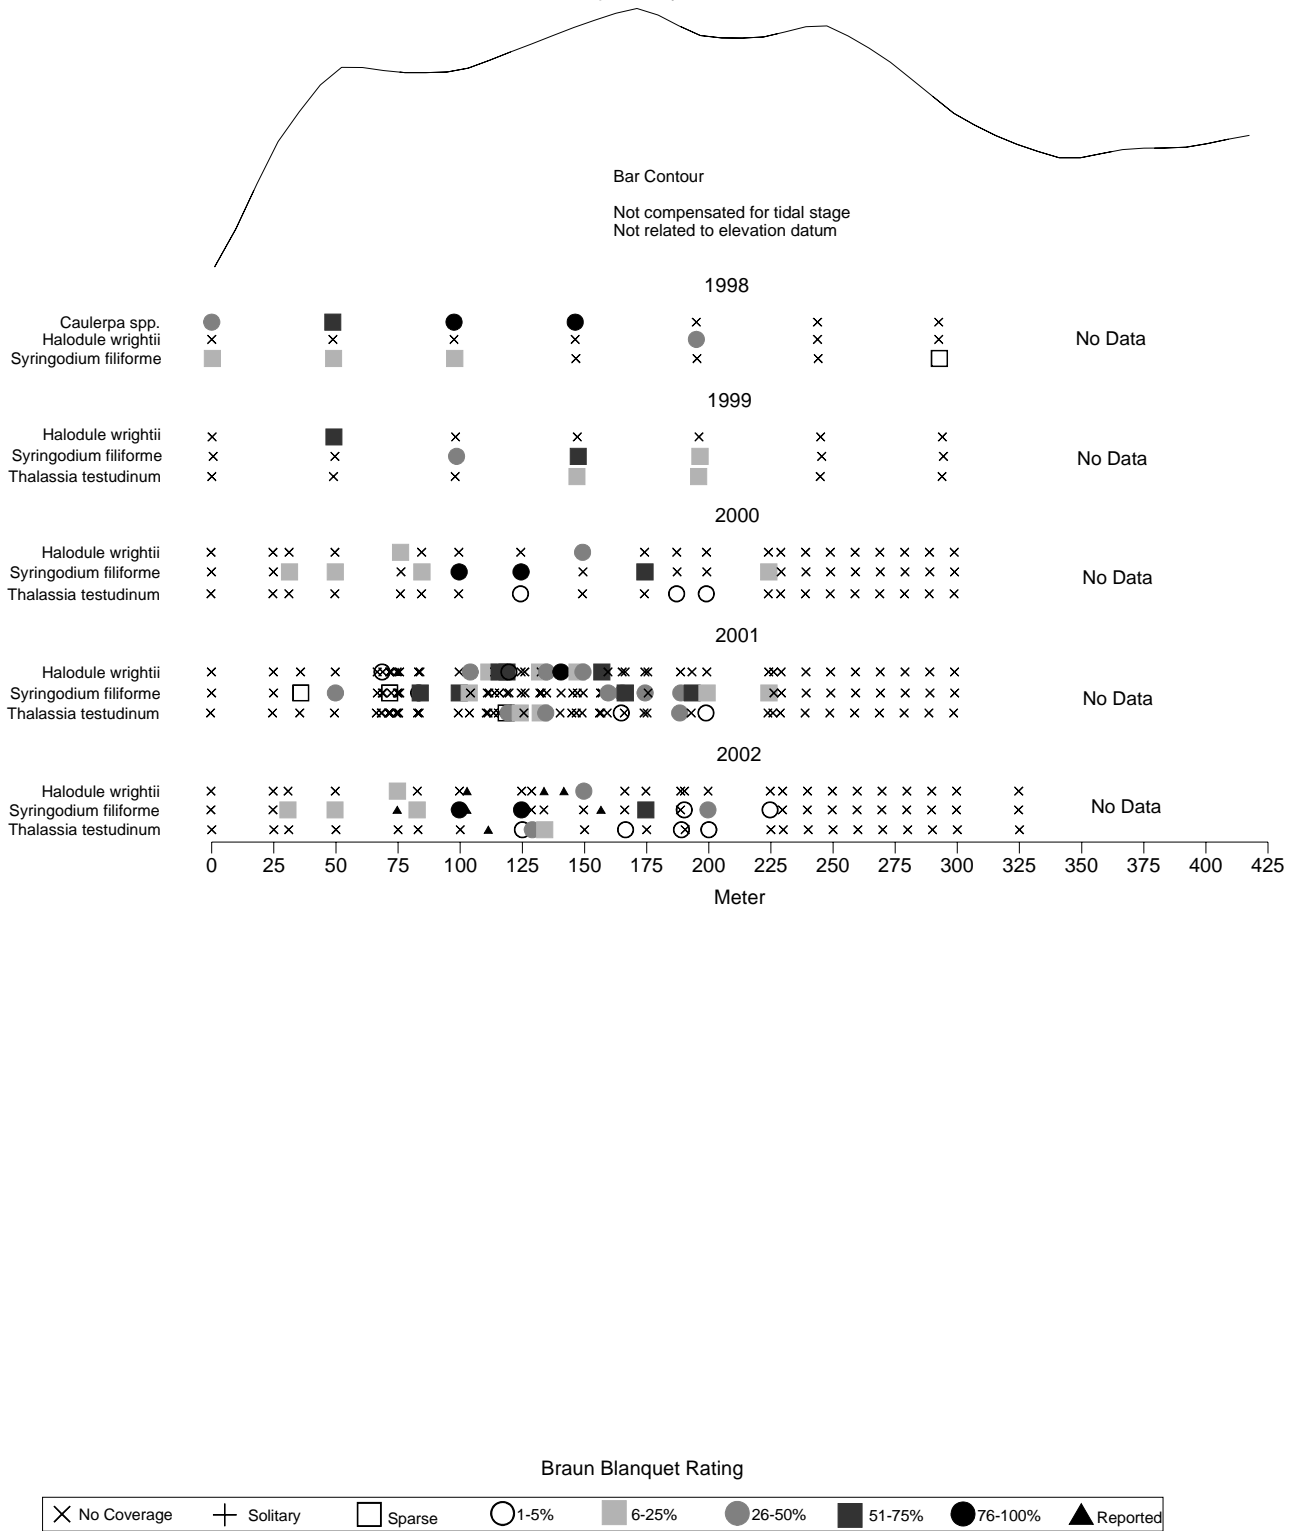 Bar Contour
Not compensated for tidal stage
Not related to elevation datum
1998
Caulerpa spp.
Halodule wrightii
Syringodium filiforme
No Data
1999
Halodule wrightii
Syringodium filiforme
Thalassia testudinum
No Data
2000
Halodule wrightii
Syringodium filiforme
Thalassia testudinum
No Data
2001
Halodule wrightii
Syringodium filiforme
Thalassia testudinum
No Data
2002
Halodule wrightii
Syringodium filiforme
Thalassia testudinum
No Data
0 25 50 75 100 125 150 175 200 225 250 275 300 325 350 375 400 425
Meter
Braun Blanquet Rating
No Coverage Solitary Sparse 1-5% 6-25% 26-50% 51-75% 76-100% Reported